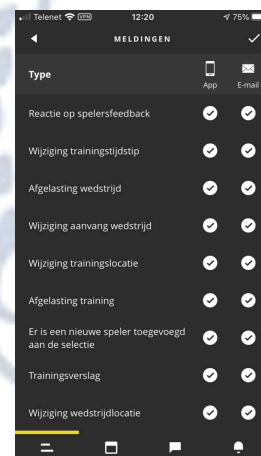 Telenet VPN 12:20 75%
MELDINGEN
Type App E-mail
Reactie op spelersfeedback
Wijziging trainingstijdstip
Afgelasting wedstrijd
Wijziging aanvang wedstrijd
Wijziging trainingslocatie
Afgelasting training
Er is een nieuwe speler toegevoegd
aan de selectie
Trainingsverslag
Wijziging wedstrijdlocatie